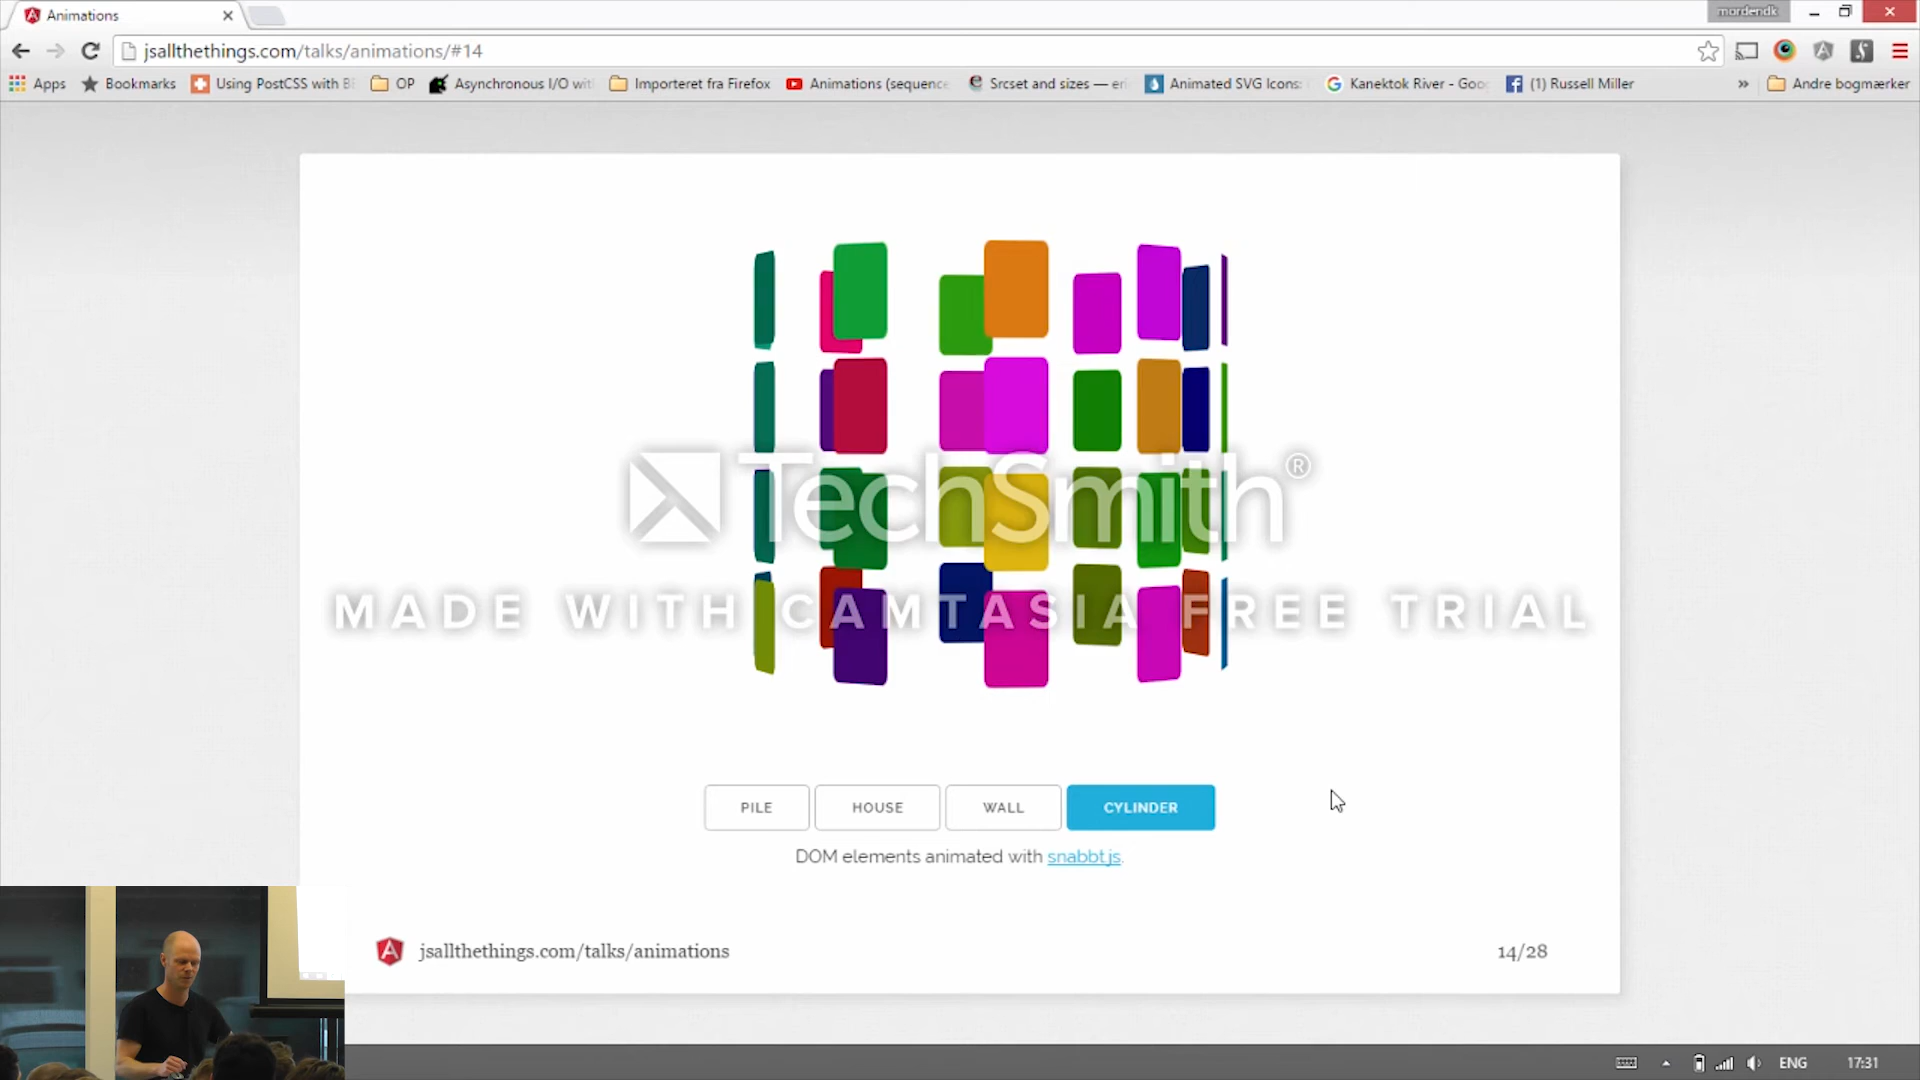 Animations
mordendk
jsallthethings.com/talks/animations/#14
Apps
Bookmarks
Using PostCSS with B
OP
Asynchronous I/O wit
Importeret fra Firefox
Animations (sequence
Srcset and sizes — eri
Animated SVG Icons:
Kanektok River - Goo
(1) Russell Miller
»
Andre bogmærker
TechSmith®
MADE WITH CAMTASIA FREE TRIAL
PILE
HOUSE
WALL
CYLINDER
DOM elements animated with snabbt.js.
jsallthethings.com/talks/animations
14/28
ENG
17:31